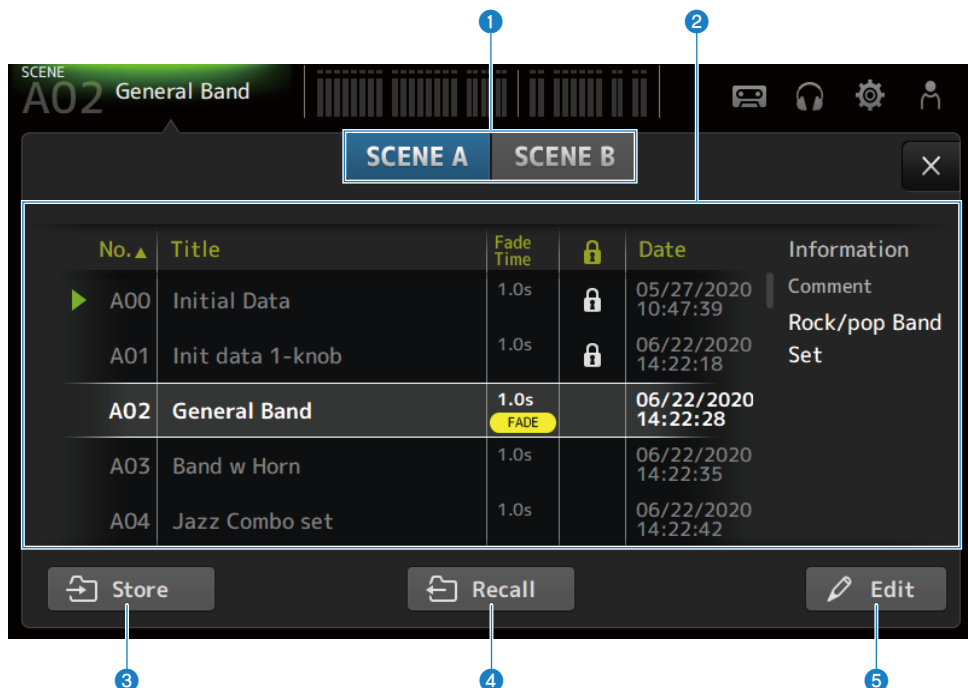 1 2
SCENE
A02 General Band
SCENE A SCENE B
No. Title Fade Time Date Information
A00 Initial Data 1.0s 05/27/2020 10:47:39 Comment
A01 Init data 1-knob 1.0s 06/22/2020 14:22:18 Rock/pop Band Set
A02 General Band 1.0s FADE 06/22/2020 14:22:28
A03 Band w Horn 1.0s 06/22/2020 14:22:35
A04 Jazz Combo set 1.0s 06/22/2020 14:22:42
Store Recall Edit
3 4 5